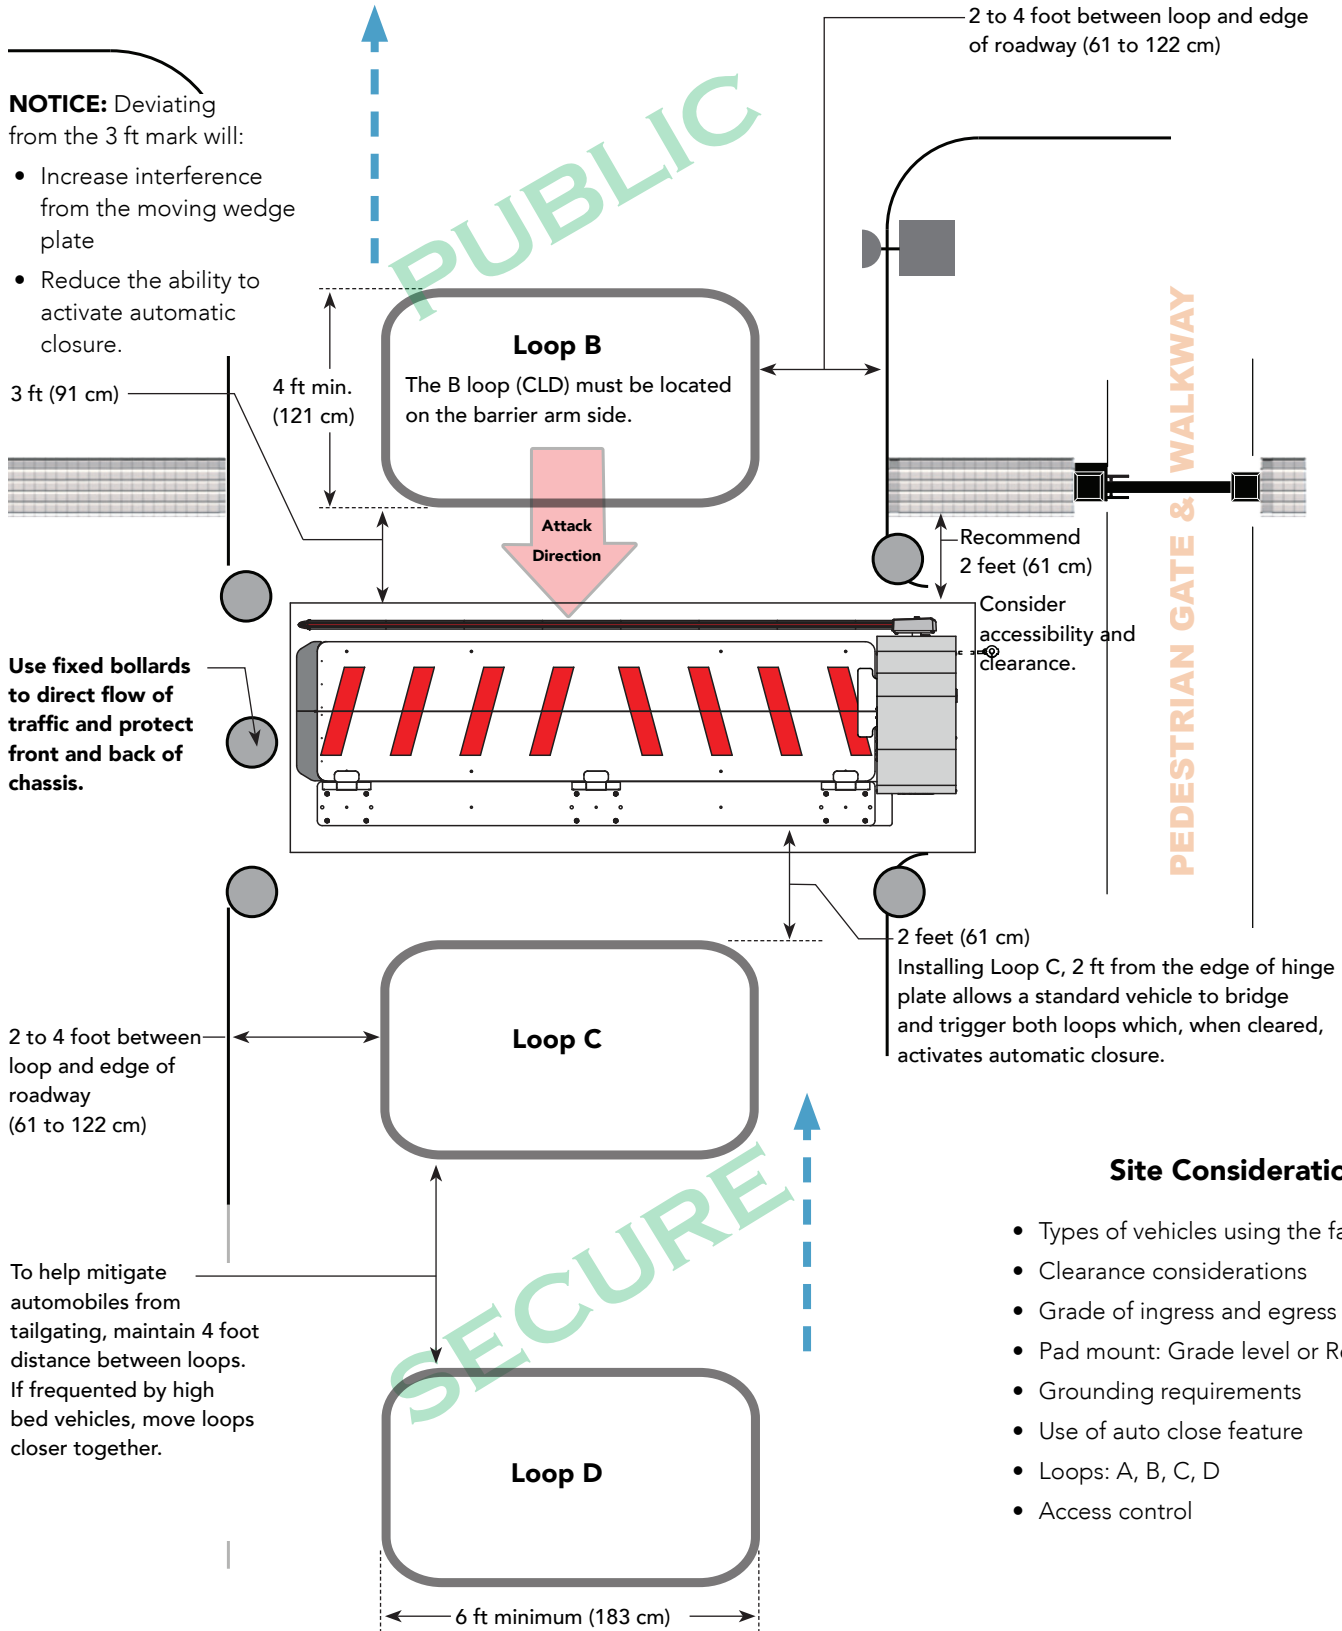 2 to 4 foot between loop and edge
of roadway (61 to 122 cm)
NOTICE: Deviating
from the 3 ft mark will:
• Increase interference
from the moving wedge
plate
• Reduce the ability to
activate automatic
closure.
PUBLIC
3 ft (91 cm)
4 ft min.
(121 cm)
Loop B
The B loop (CLD) must be located
on the barrier arm side.
Attack
Direction
Recommend
2 feet (61 cm)
Consider
accessibility and
clearance.
PEDESTRIAN GATE & WALKWAY
Use fixed bollards
to direct flow of
traffic and protect
front and back of
chassis.
2 feet (61 cm)
Installing Loop C, 2 ft from the edge of hinge
plate allows a standard vehicle to bridge
and trigger both loops which, when cleared,
activates automatic closure.
Loop C
2 to 4 foot between
loop and edge of
roadway
(61 to 122 cm)
SECURE
To help mitigate
automobiles from
tailgating, maintain 4 foot
distance between loops.
If frequented by high
bed vehicles, move loops
closer together.
Loop D
6 ft minimum (183 cm)
Site Consideratio
• Types of vehicles using the fa
• Clearance considerations
• Grade of ingress and egress
• Pad mount: Grade level or R
• Grounding requirements
• Use of auto close feature
• Loops: A, B, C, D
• Access control